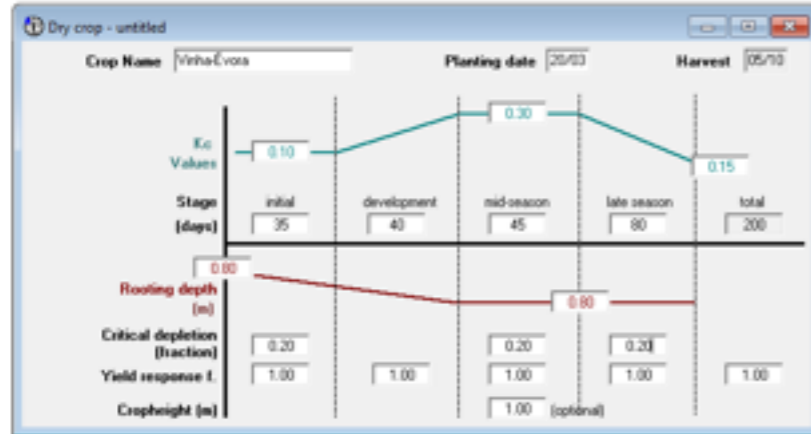 Dry crop - untitled
Crop Name Vinha-Évora Planting date 20/03 Harvest 05/10
0.30
Kc 0.10
Values 0.15
Stage initial development mid-season late season total
(days) 35 40 45 80 200
0.80
Rooting depth 0.80
(m)
Critical depletion
(fraction) 0.20 0.20 0.20
Yield response f. 1.00 1.00 1.00 1.00 1.00
Cropheight (m) 1.00 (optional)